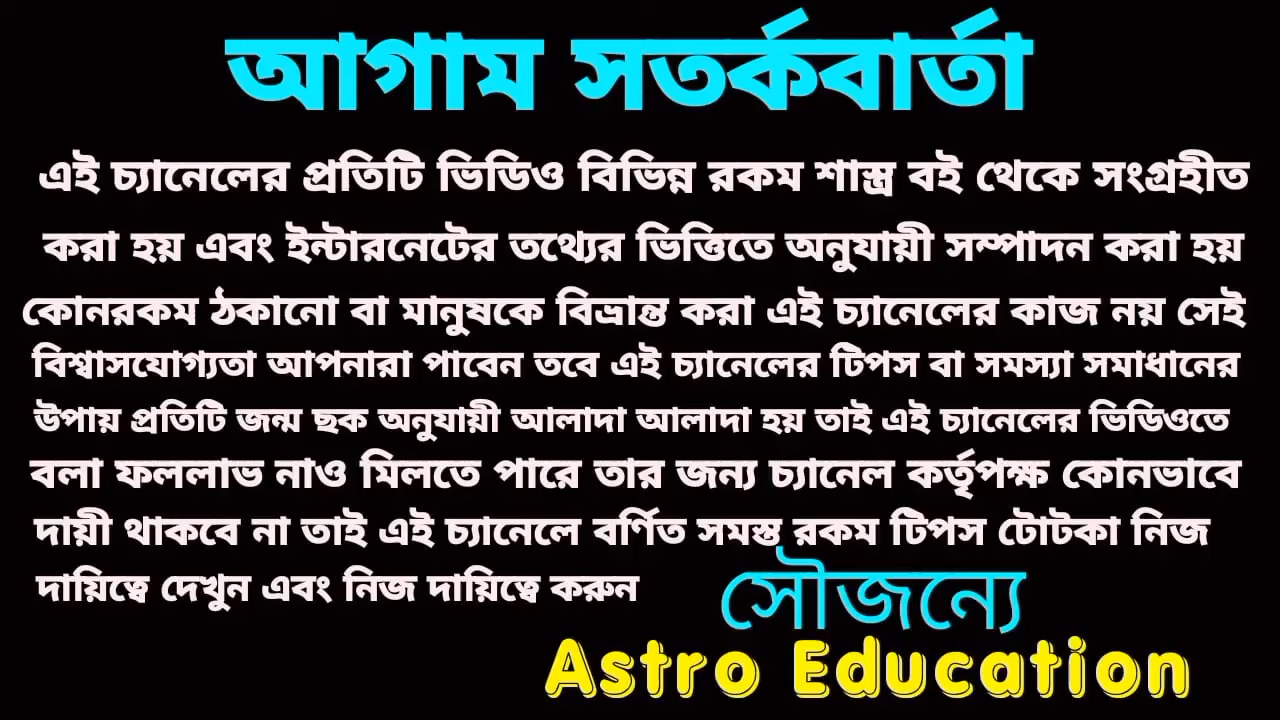 আগাম সতর্কবার্তা
এই চ্যানেলের প্রতিটি ভিডিও বিভিন্ন রকম শাস্ত্র বই থেকে সংগ্রহীত
করা হয় এবং ইন্টারনেটের তথ্যের ভিত্তিতে অনুযায়ী সম্পাদন করা হয়
কোনরকম ঠকানো বা মানুষকে বিভ্রান্ত করা এই চ্যানেলের কাজ নয় সেই
বিশ্বাসযোগ্যতা আপনারা পাবেন তবে এই চ্যানেলের টিপস বা সমস্যা সমাধানের
উপায় প্রতিটি জন্ম ছক অনুযায়ী আলাদা আলাদা হয় তাই এই চ্যানেলের ভিডিওতে
বলা ফললাভ নাও মিলতে পারে তার জন্য চ্যানেল কর্তৃপক্ষ কোনভাবে
দায়ী থাকবে না তাই এই চ্যানেলে বর্ণিত সমস্ত রকম টিপস টোটকা নিজ
দায়িত্বে দেখুন এবং নিজ দায়িত্বে করুন
সৌজন্যে
Astro Education